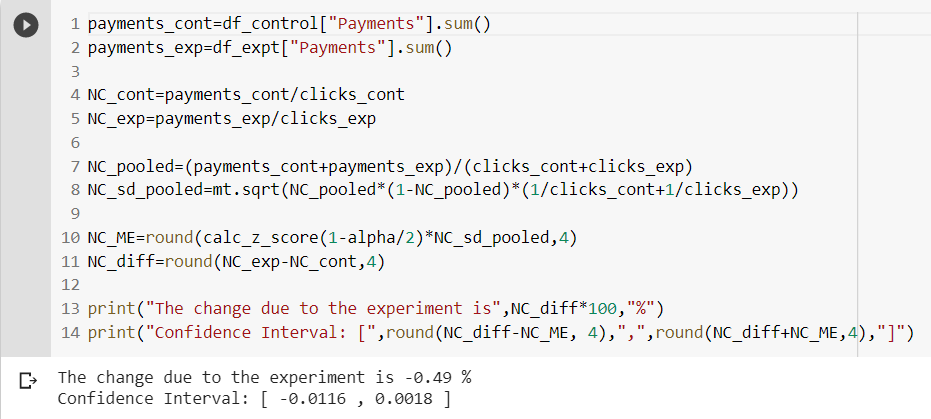 1 payments_cont=df_control["Payments"].sum()
2 payments_exp=df_expt["Payments"].sum()
3
4 NC_cont=payments_cont/clicks_cont
5 NC_exp=payments_exp/clicks_exp
6
7 NC_pooled=(payments_cont+payments_exp)/(clicks_cont+clicks_exp)
8 NC_sd_pooled=mt.sqrt(NC_pooled*(1-NC_pooled)*(1/clicks_cont+1/clicks_exp))
9
10 NC_ME=round(calc_z_score(1-alpha/2)*NC_sd_pooled,4)
11 NC_diff=round(NC_exp-NC_cont,4)
12
13 print("The change due to the experiment is",NC_diff*100,"%")
14 print("Confidence Interval: [",round(NC_diff-NC_ME, 4),",",round(NC_diff+NC_ME,4),"]")
The change due to the experiment is -0.49 %
Confidence Interval: [ -0.0116 , 0.0018 ]